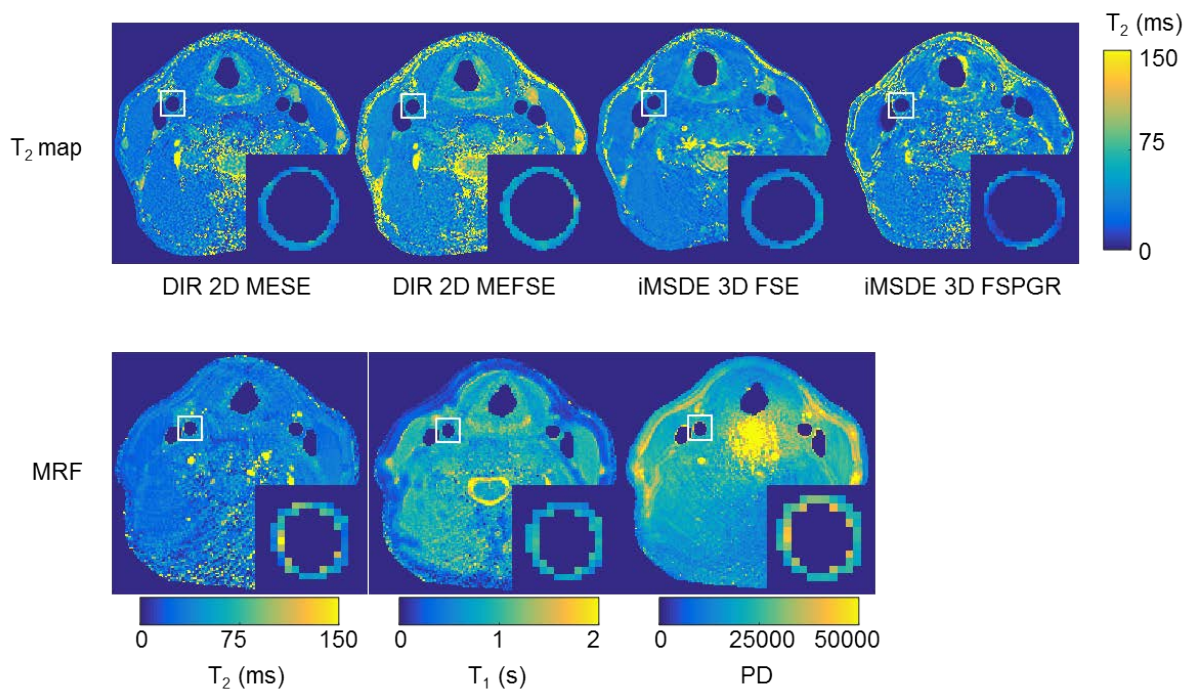 T₂ (ms)
150
75
0
T₂ map
DIR 2D MESE
DIR 2D MEFSE
iMSDE 3D FSE
iMSDE 3D FSPGR
MRF
0 75 150
T₂ (ms)
0 1 2
T₁ (s)
0 25000 50000
PD